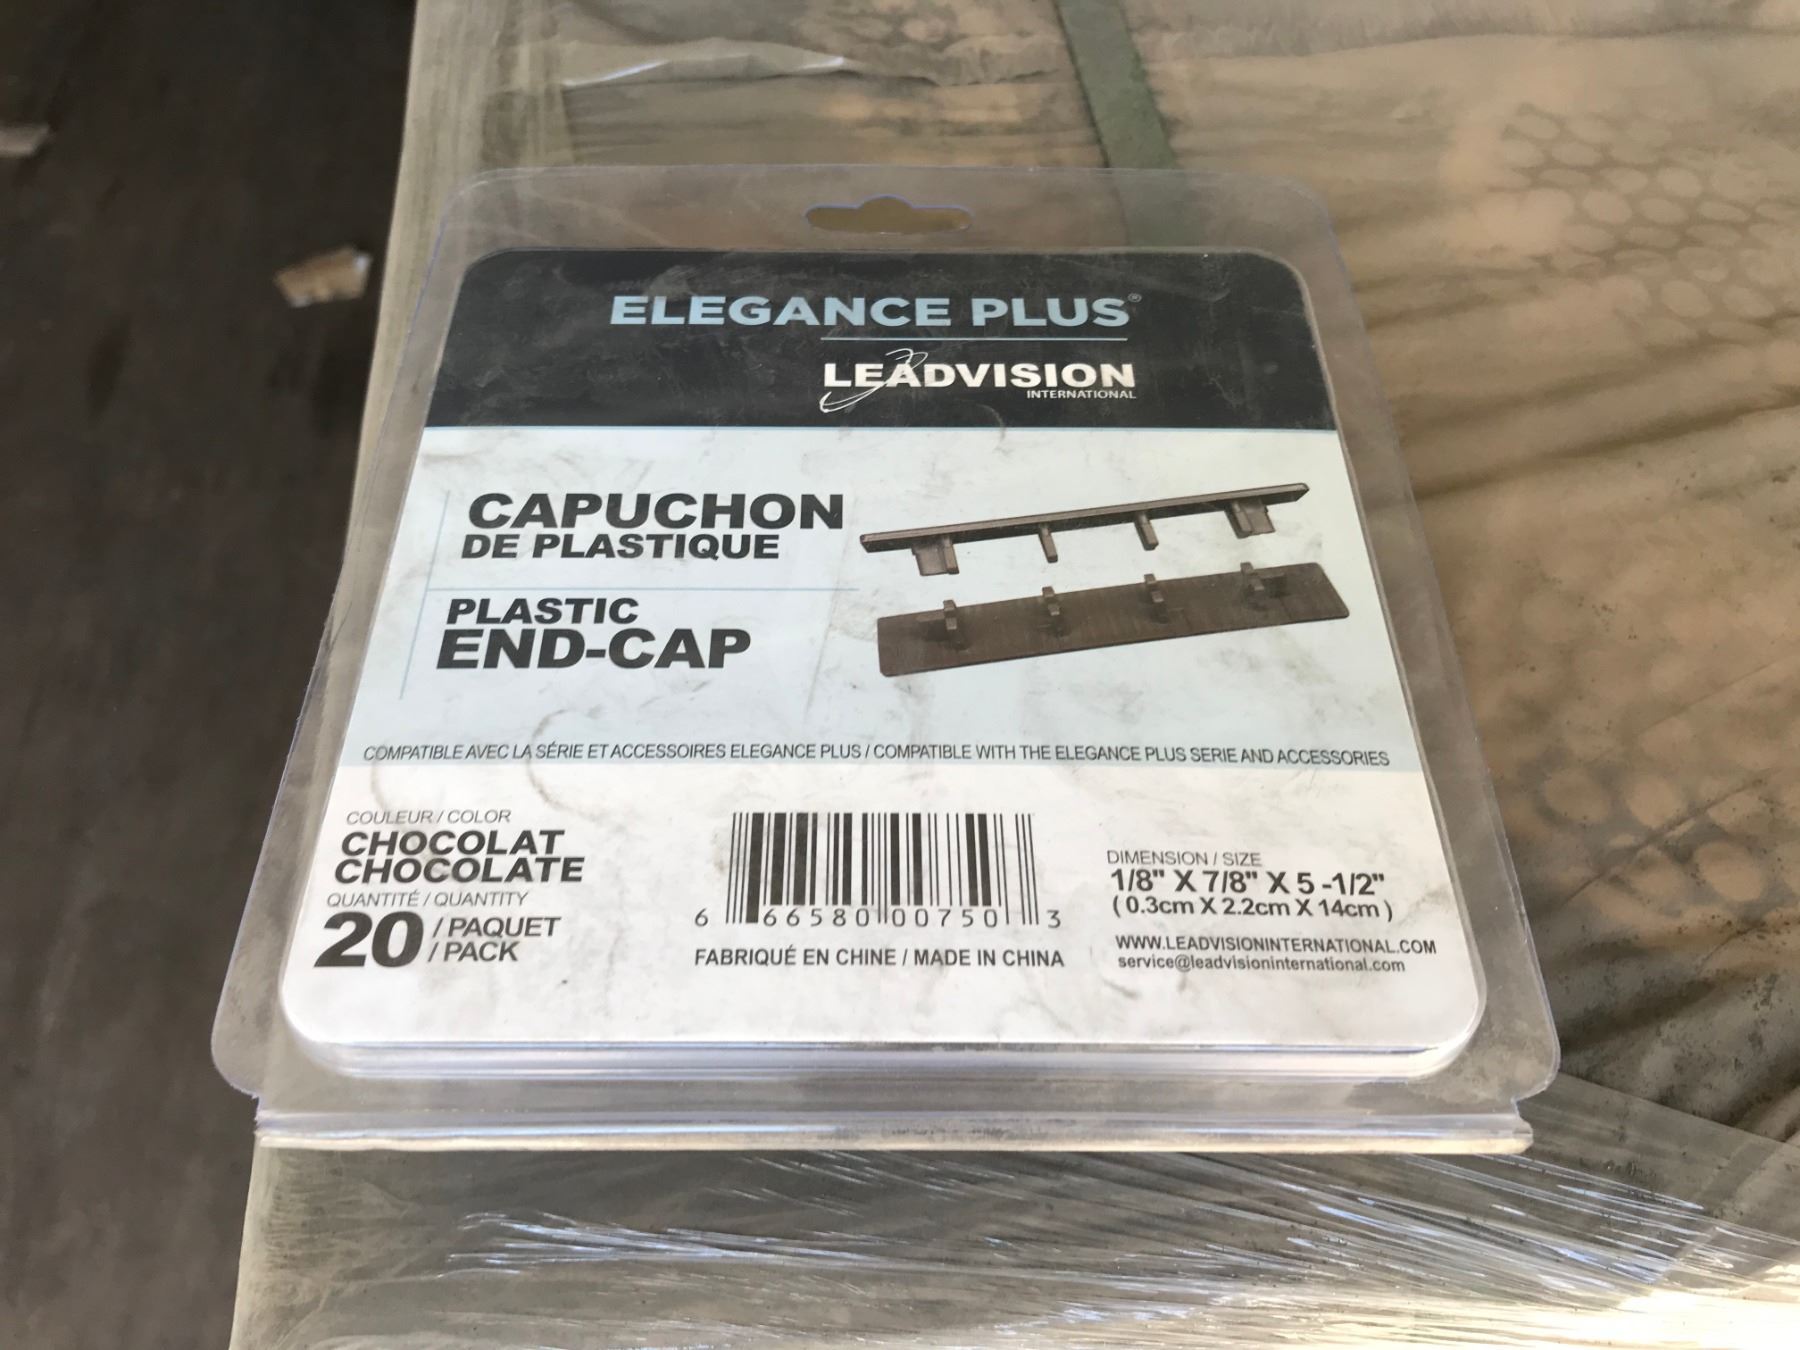 ELEGANCE PLUS®
LEADVISION
INTERNATIONAL
CAPUCHON
DE PLASTIQUE
PLASTIC
END-CAP
COMPATIBLE AVEC LA SÉRIE ET ACCESSOIRES ELEGANCE PLUS / COMPATIBLE WITH THE ELEGANCE PLUS SERIE AND ACCESSORIES
COULEUR / COLOR
CHOCOLAT
CHOCOLATE
QUANTITÉ / QUANTITY
20 / PAQUET
/ PACK
6 66580 00750 3
FABRIQUÉ EN CHINE / MADE IN CHINA
DIMENSION / SIZE
1/8" X 7/8" X 5 -1/2"
( 0.3cm X 2.2cm X 14cm )
WWW.LEADVISIONINTERNATIONAL.COM
service@leadvisioninternational.com